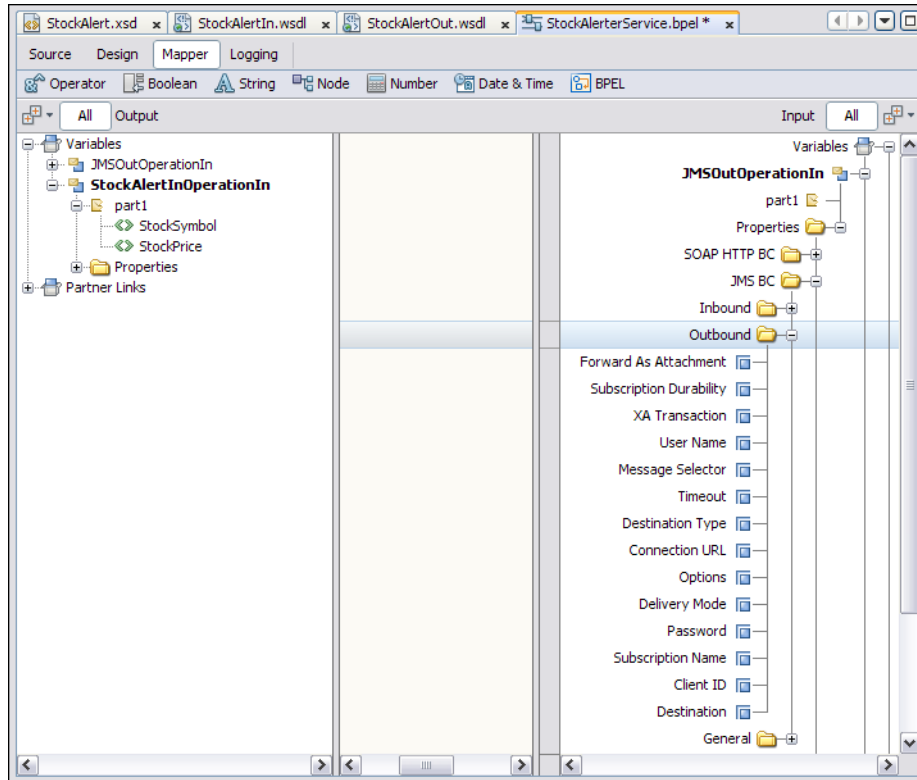 StockAlert.xsd x StockAlertIn.wsdl x StockAlertOut.wsdl x StockAlerterService.bpel * x
Source Design Mapper Logging
Operator Boolean String Node Number Date & Time BPEL
All Output Input All
Variables
JMSOutOperationIn
StockAlertInOperationIn
part1
StockSymbol
StockPrice
Properties
Partner Links
Variables
JMSOutOperationIn
part1
Properties
SOAP HTTP BC
JMS BC
Inbound
Outbound
Forward As Attachment
Subscription Durability
XA Transaction
User Name
Message Selector
Timeout
Destination Type
Connection URL
Options
Delivery Mode
Password
Subscription Name
Client ID
Destination
General